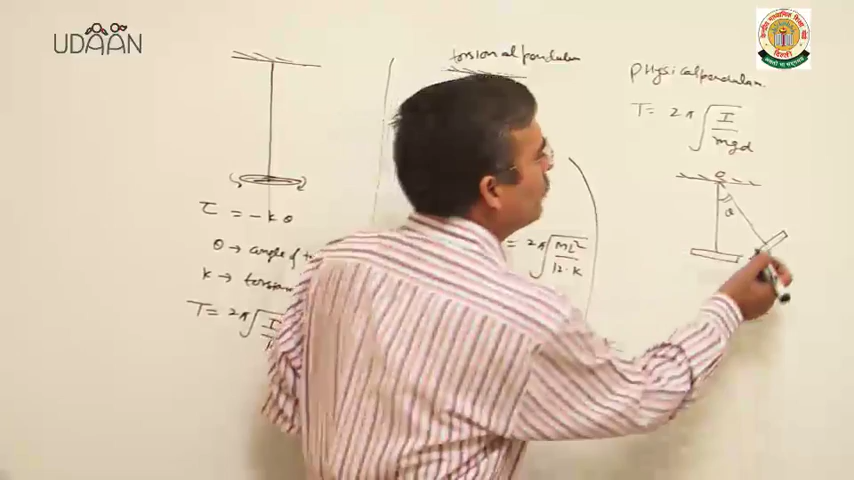 UDAAN
torsional pendulum
τ = -kθ
θ → angle of
k → torsion
T= 2π√I
= 2π√ML²/12·K
Physical pendulum.
T= 2π√I/mgd
θ